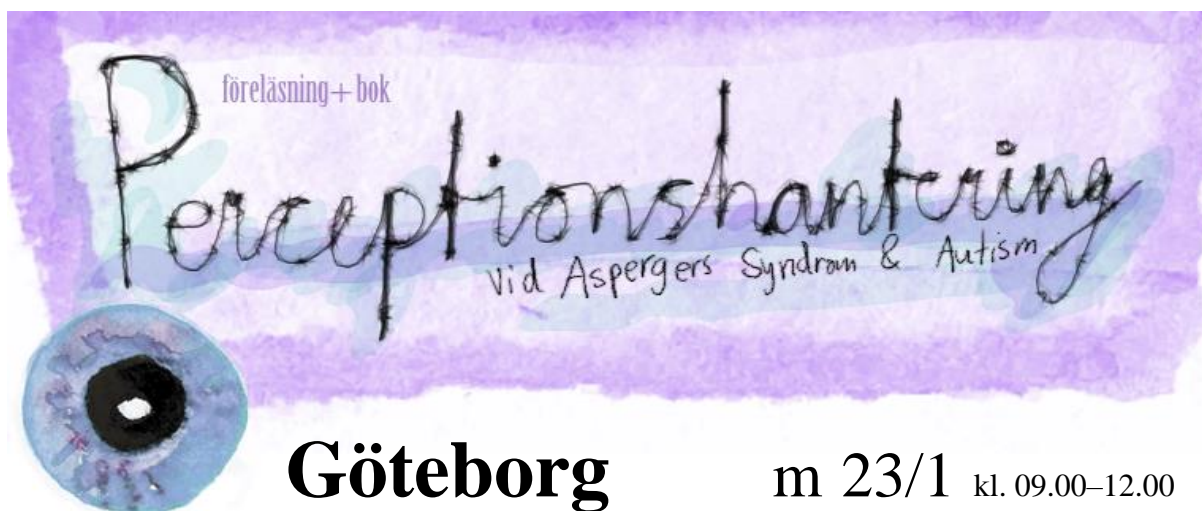 föreläsning+bok
Perceptionshantering
Vid Aspergers Syndrom & Autism
Göteborg m 23/1 kl. 09.00–12.00